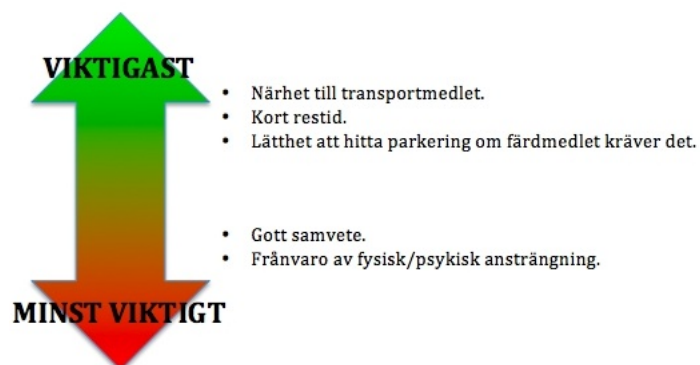 VIKTIGAST
• Närhet till transportmedlet.
• Kort restid.
• Lätthet att hitta parkering om färdmedlet kräver det.
• Gott samvete.
• Frånvaro av fysisk/psykisk ansträngning.
MINST VIKTIGT